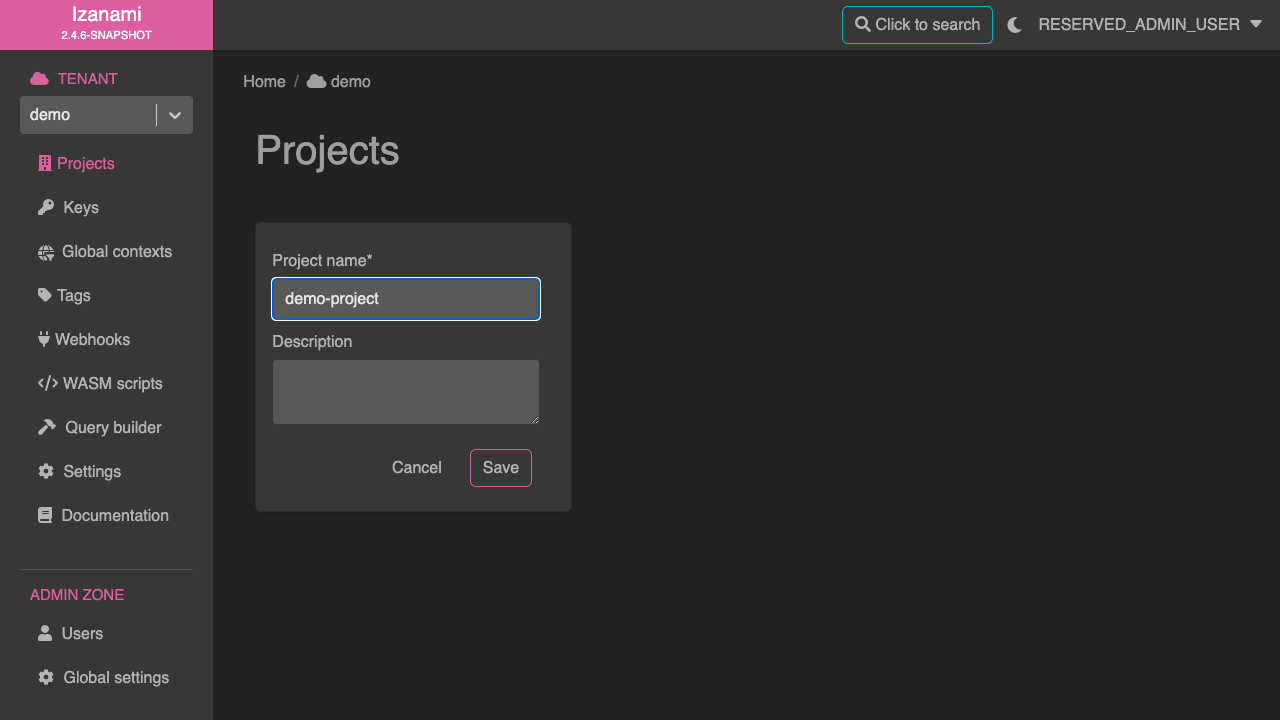 Izanami
2.4.6-SNAPSHOT
Click to search
RESERVED_ADMIN_USER
TENANT
demo
Projects
Keys
Global contexts
Tags
Webhooks
WASM scripts
Query builder
Settings
Documentation
ADMIN ZONE
Users
Global settings
Home / demo
Projects
Project name*
demo-project
Description
Cancel Save